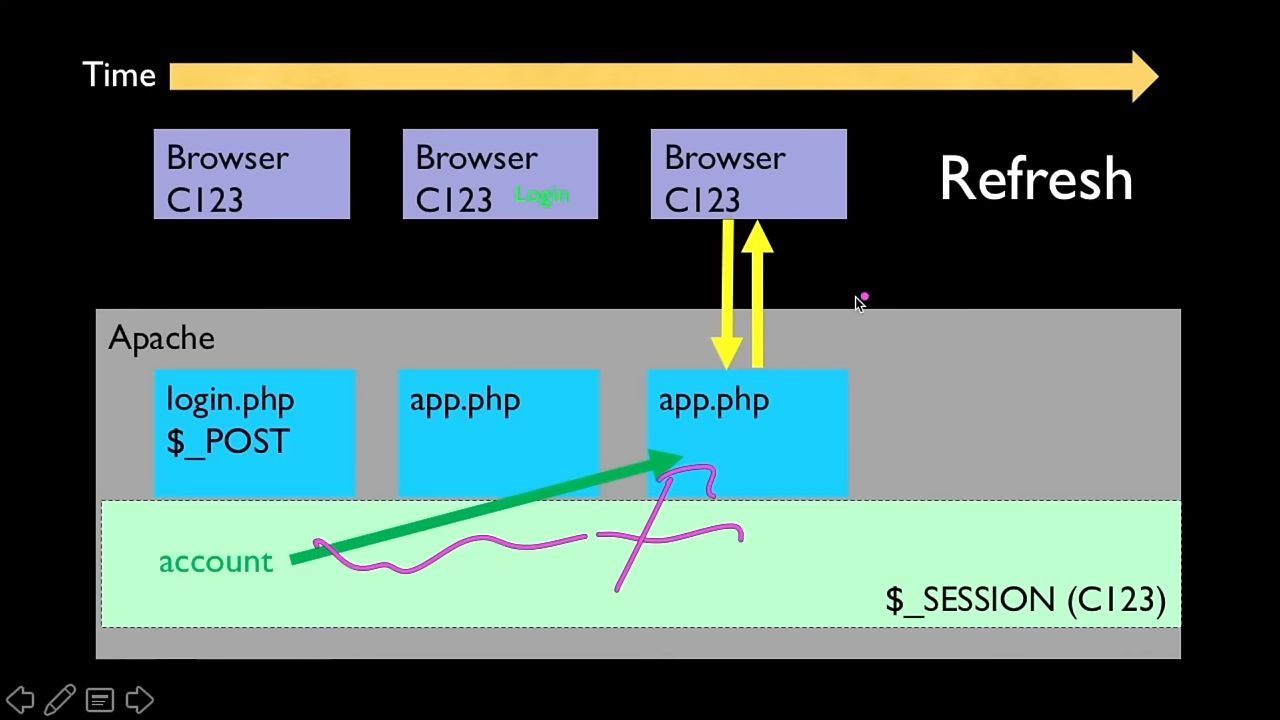 Time
Browser
C123
Browser
C123 Login
Browser
C123
Refresh
Apache
login.php
$_POST
app.php
app.php
account
$_SESSION (C123)